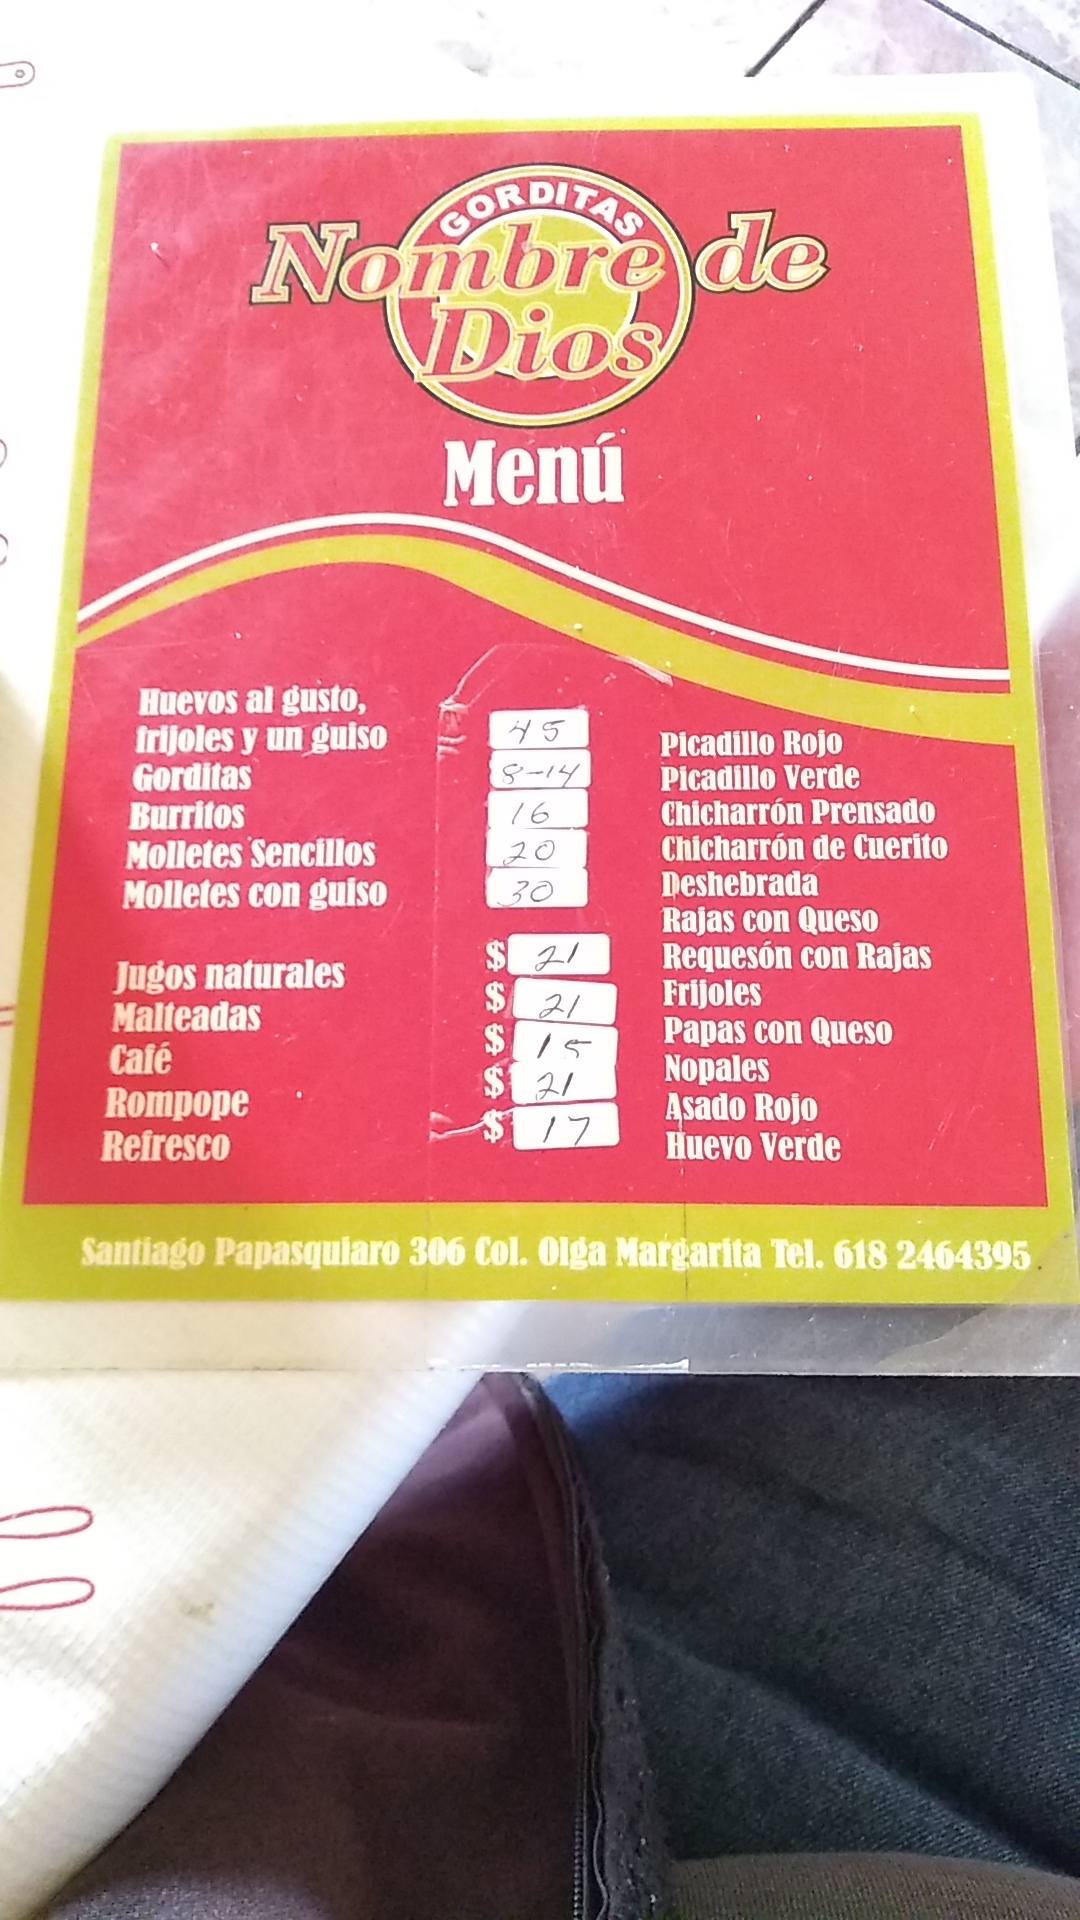 GORDITAS
Nombre de
Dios
Menú
Huevos al gusto,
frijoles y un guiso 45
Gorditas 8-14
Burritos 16
Molletes Sencillos 20
Molletes con guiso 30
Jugos naturales $ 21
Malteadas $ 21
Café $ 15
Rompope $ 21
Refresco $ 17
Picadillo Rojo
Picadillo Verde
Chicharrón Prensado
Chicharrón de Cuerito
Deshebrada
Rajas con Queso
Requesón con Rajas
Frijoles
Papas con Queso
Nopales
Asado Rojo
Huevo Verde
Santiago Papasquiaro 306 Col. Olga Margarita Tel. 618 2464395